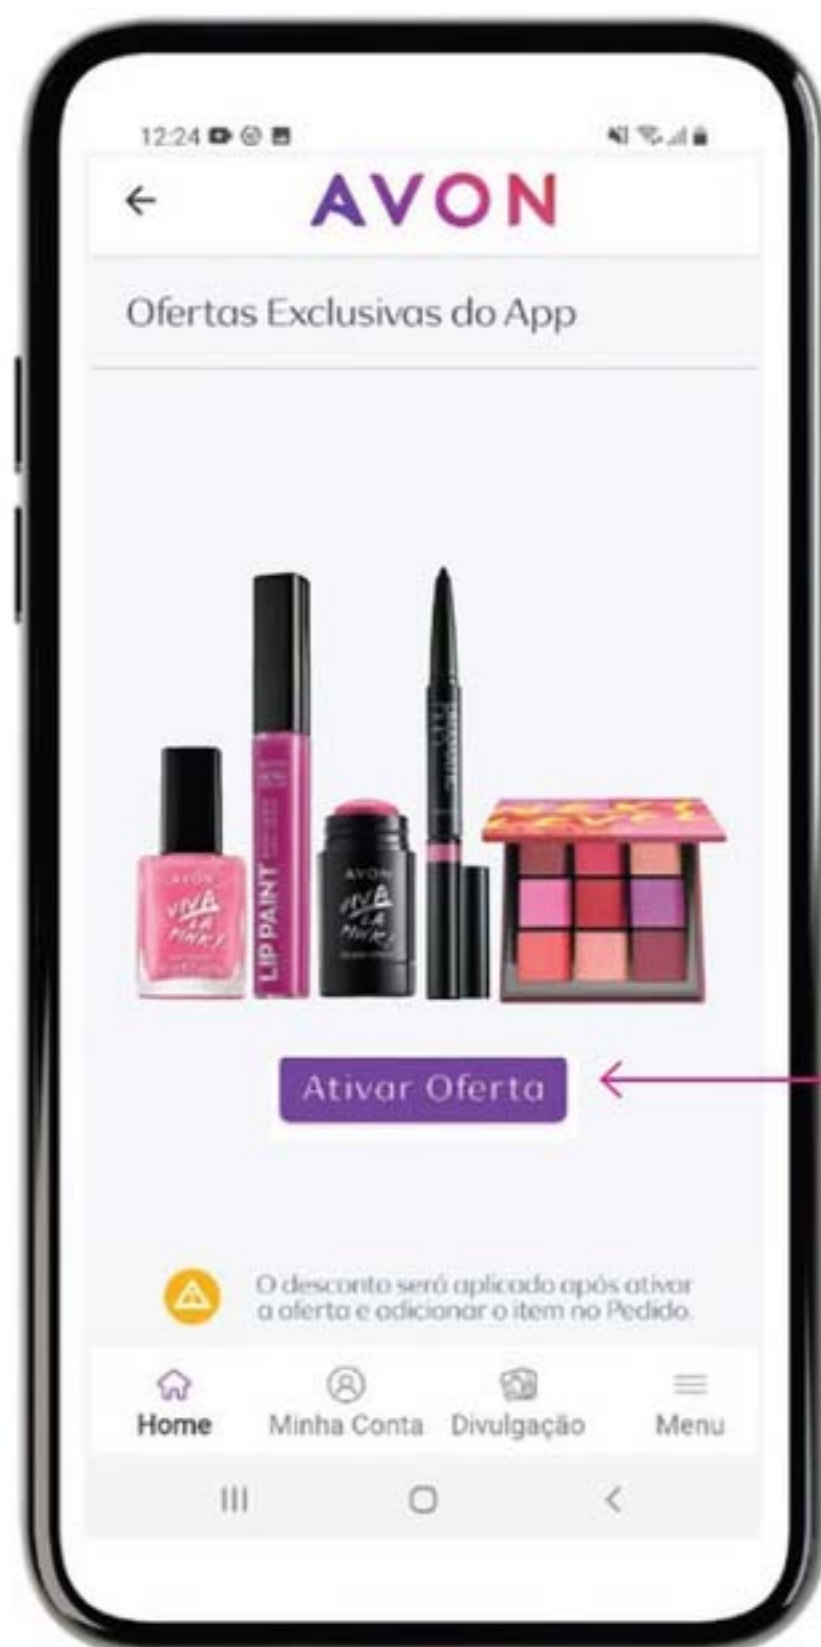 12:24
AVON
Ofertas Exclusivas do App
AVON
VIVA
LA
PINK!
LIP PAINT
AVON
VIVA
LA
PINK!
Ativar Oferta
O desconto será aplicado após ativar
a oferta e adicionar o item no Pedido.
Home
Minha Conta
Divulgação
Menu